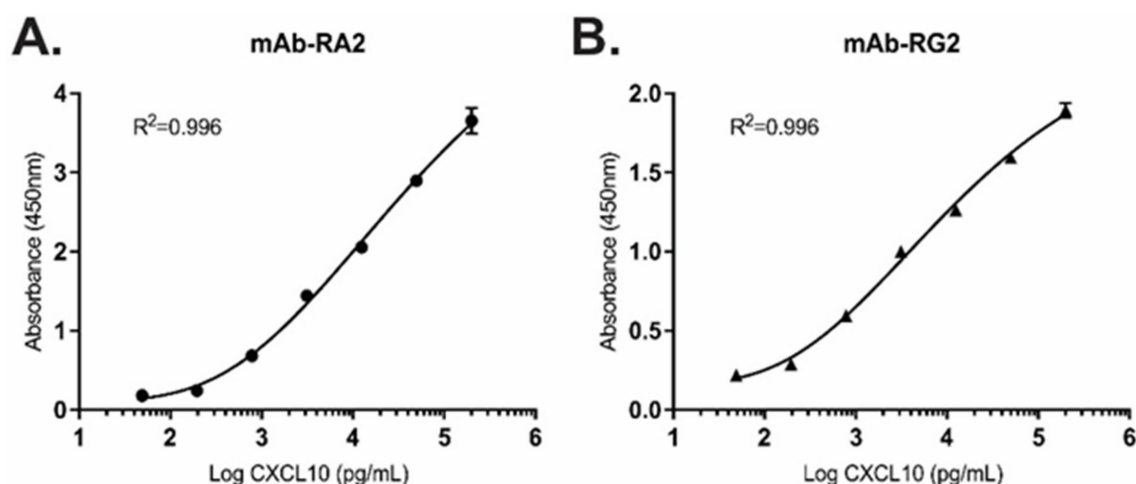 A.
mAb-RA2
R²=0.996
Absorbance (450nm)
4
3
2
1
0
1 2 3 4 5 6
Log CXCL10 (pg/mL)
B.
mAb-RG2
R²=0.996
Absorbance (450nm)
2.0
1.5
1.0
0.5
0.0
1 2 3 4 5 6
Log CXCL10 (pg/mL)